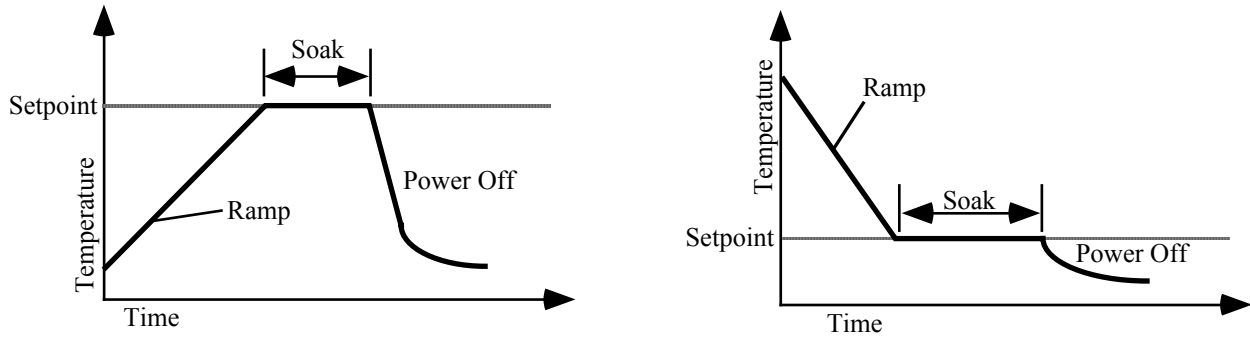 Soak
Setpoint
Temperature
Ramp
Power Off
Time
Temperature
Ramp
Soak
Setpoint
Power Off
Time